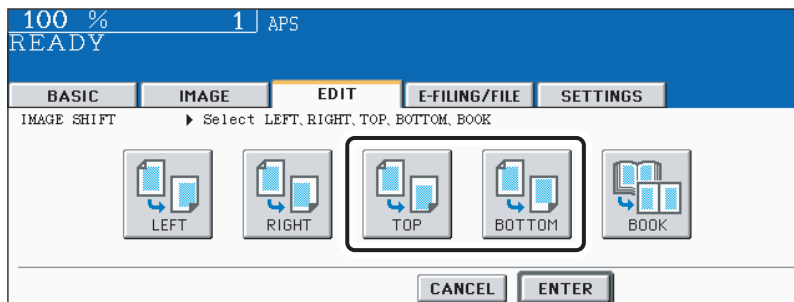 100 % 1 APS
READY
BASIC IMAGE EDIT E-FILING/FILE SETTINGS
IMAGE SHIFT ▶ Select LEFT, RIGHT, TOP, BOTTOM, BOOK
LEFT RIGHT TOP BOTTOM BOOK
CANCEL ENTER